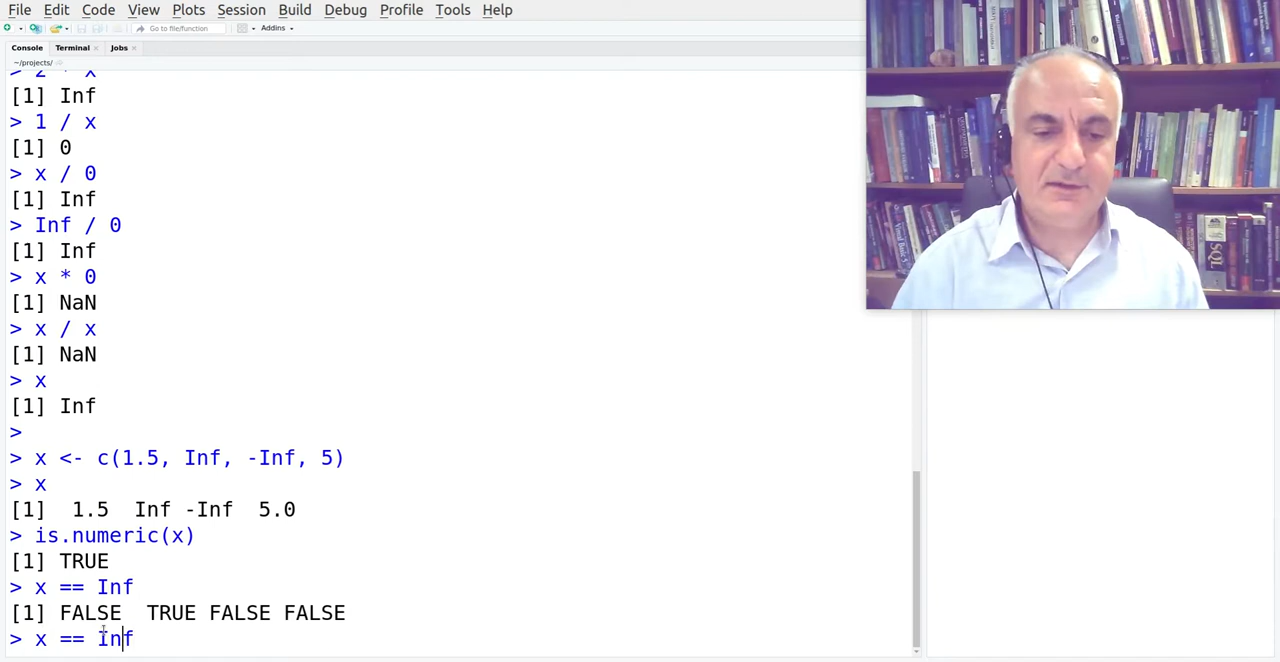 File Edit Code View Plots Session Build Debug Profile Tools Help
Go to file/function Addins
Console Terminal Jobs
~/projects/
> 2 * x
[1] Inf
> 1 / x
[1] 0
> x / 0
[1] Inf
> Inf / 0
[1] Inf
> x * 0
[1] NaN
> x / x
[1] NaN
> x
[1] Inf
>
> x <- c(1.5, Inf, -Inf, 5)
> x
[1]  1.5  Inf -Inf  5.0
> is.numeric(x)
[1] TRUE
> x == Inf
[1] FALSE  TRUE FALSE FALSE
> x == Inf
SQL